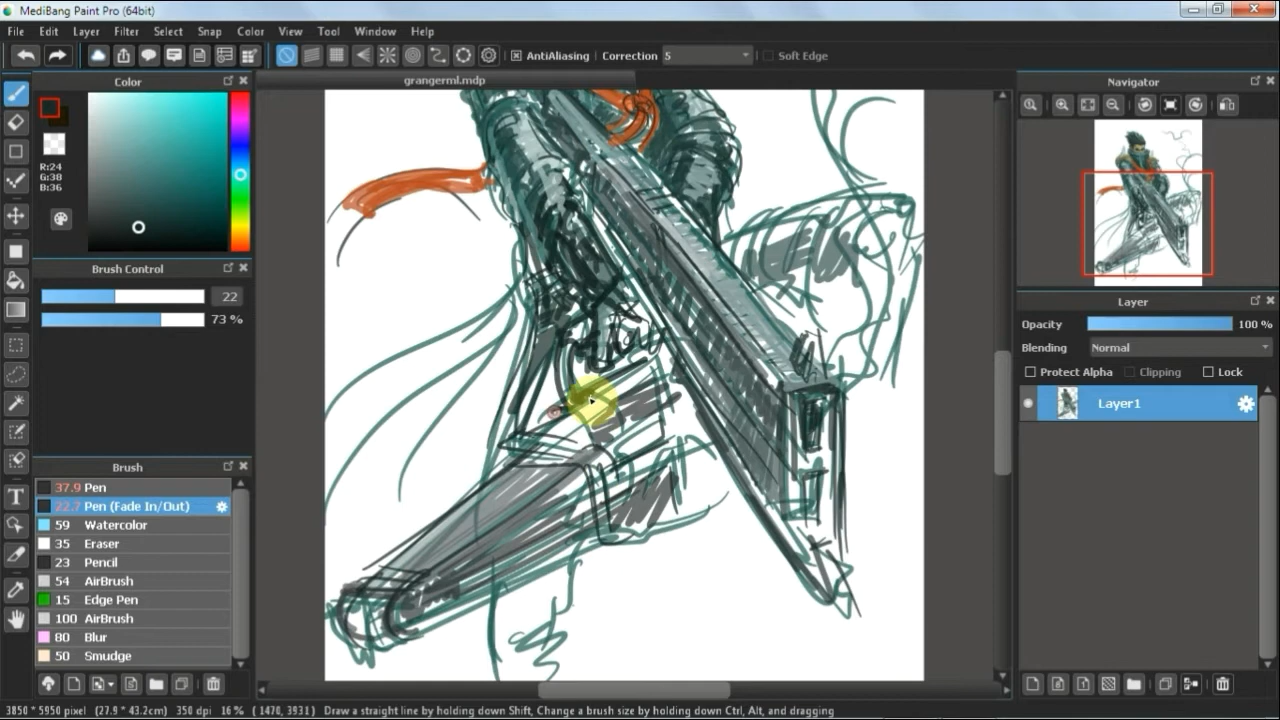 MediBang Paint Pro (64bit)
File Edit Layer Filter Select Snap Color View Tool Window Help
AntiAliasing Correction 5 Soft Edge
grangerml.mdp
Color
R:24
G:38
B:36
Brush Control
22
73 %
Brush
37.9 Pen
22.7 Pen (Fade In/Out)
59 Watercolor
35 Eraser
23 Pencil
54 AirBrush
15 Edge Pen
100 AirBrush
80 Blur
50 Smudge
Navigator
Layer
Opacity 100 %
Blending Normal
Protect Alpha Clipping Lock
Layer1
3850 * 5950 pixel (27.9 * 43.2cm) 350 dpi 16 % ( 1470, 3931 ) Draw a straight line by holding down Shift, Change a brush size by holding down Ctrl, Alt, and dragging